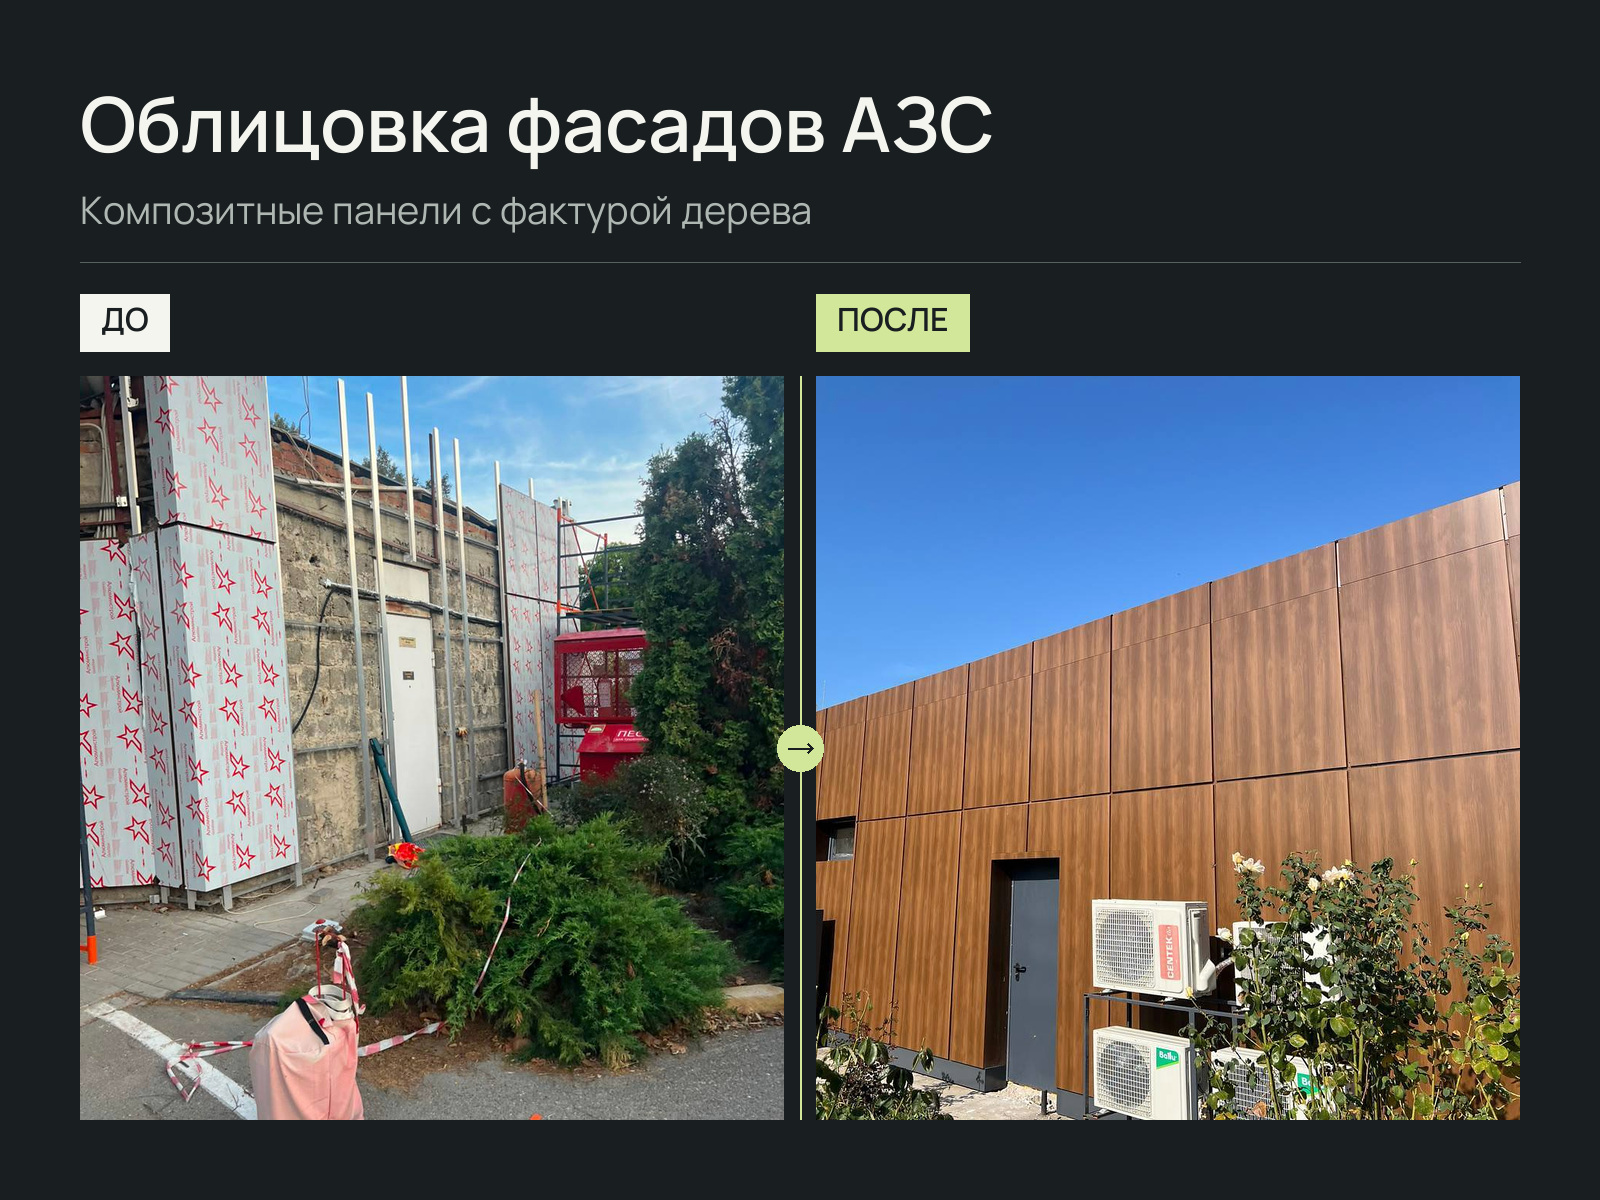 Облицовка фасадов АЗС
Композитные панели с фактурой дерева
ДО
ПОСЛЕ
CENTEK
Ballu